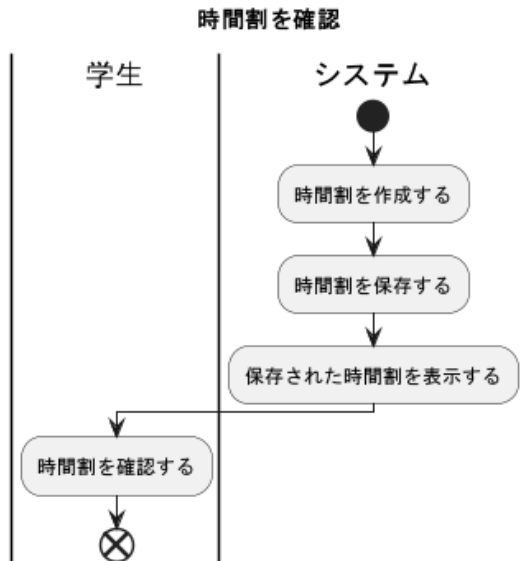 時間割を確認
学生
システム
時間割を作成する
時間割を保存する
保存された時間割を表示する
時間割を確認する